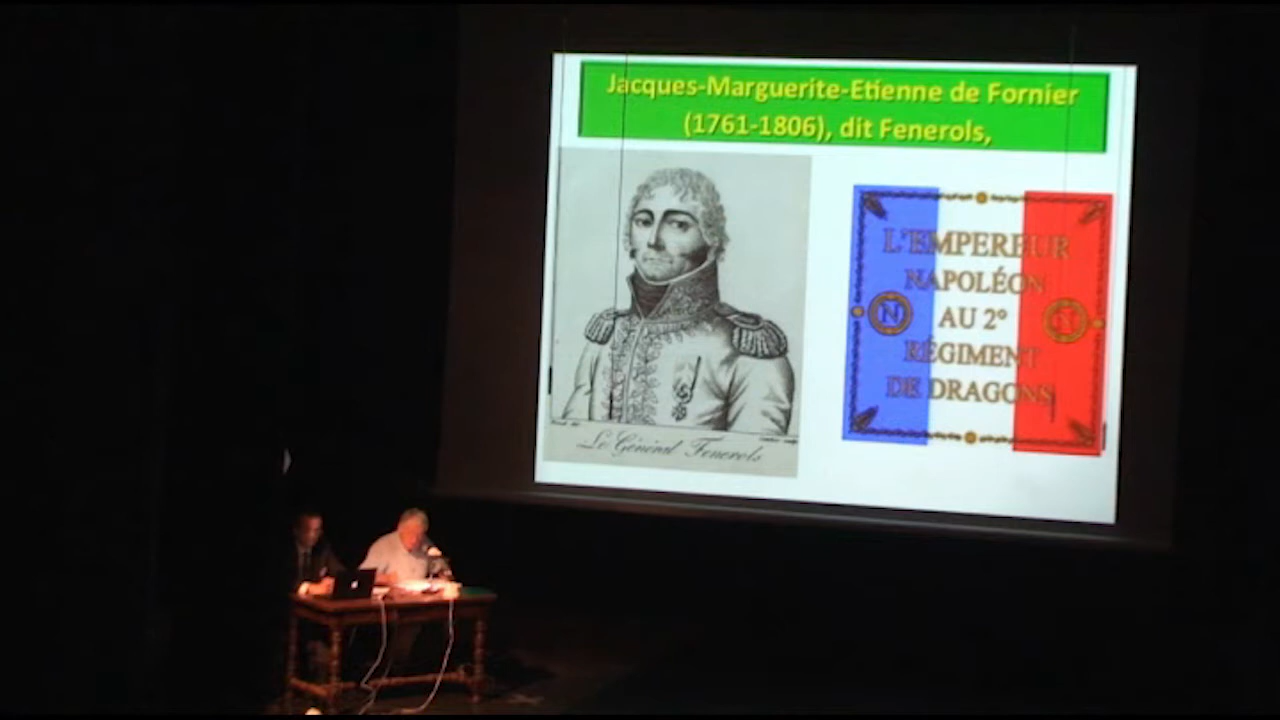 Jacques-Marguerite-Etienne de Fornier
(1761-1806), dit Fenerols,
L'EMPEREUR
NAPOLÉON
N
AU 2°
N
RÉGIMENT
DE DRAGONS
Le Général Fenerols